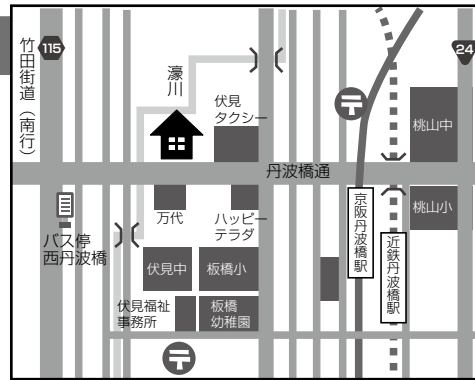 竹田街道（南行）
115
濠川
伏見
タクシー
24
桃山中
丹波橋通
バス停
西丹波橋
万代
ハッピー
テラダ
京阪丹波橋駅
近鉄丹波橋駅
桃山小
伏見中
板橋小
伏見福祉
事務所
板橋
幼稚園